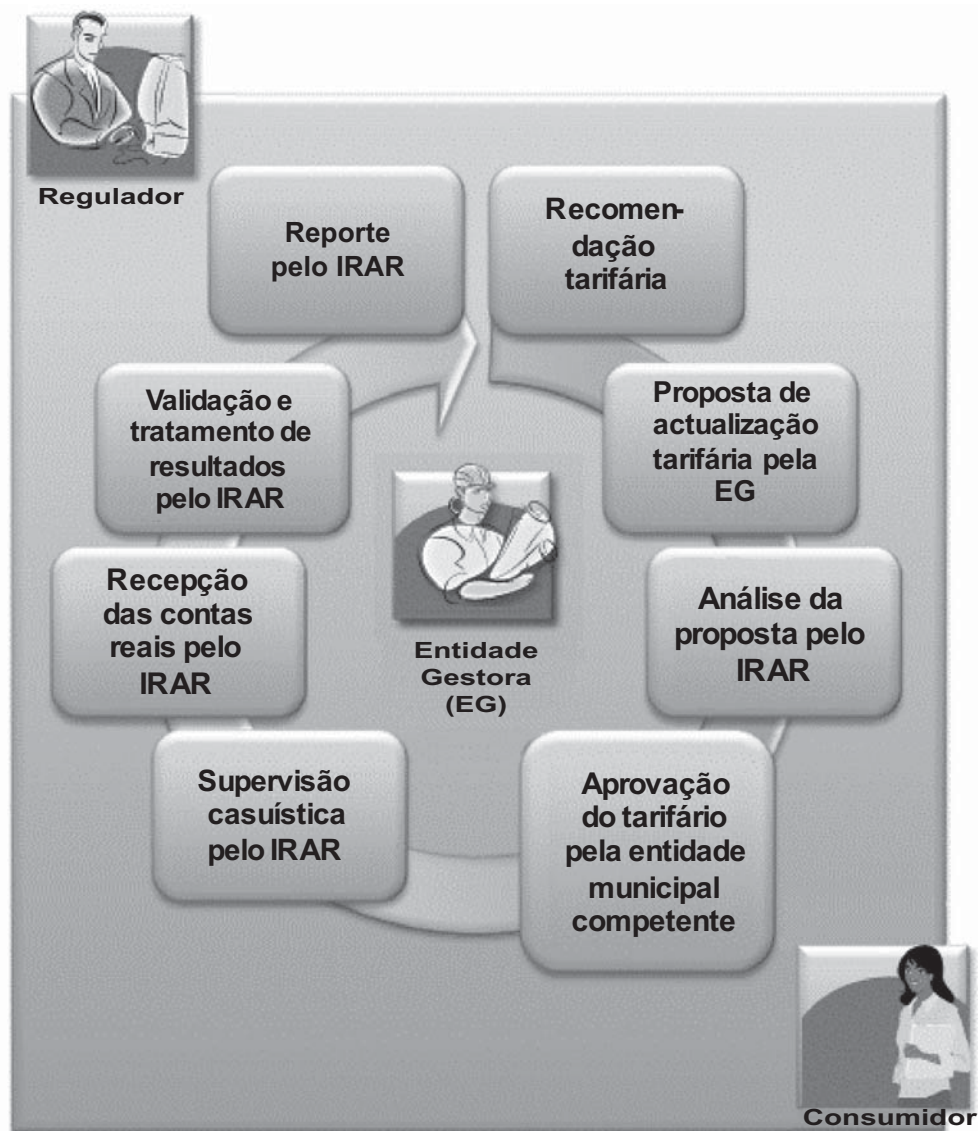 Regulador
Reporte
pelo IRAR
Recomen-
dação
tarifária
Proposta de
actualização
tarifária pela
EG
Análise da
proposta pelo
IRAR
Aprovação
do tarifário
pela entidade
municipal
competente
Supervisão
casuística
pelo IRAR
Recepção
das contas
reais pelo
IRAR
Validação e
tratamento de
resultados
pelo IRAR
Entidade
Gestora
(EG)
Consumidor